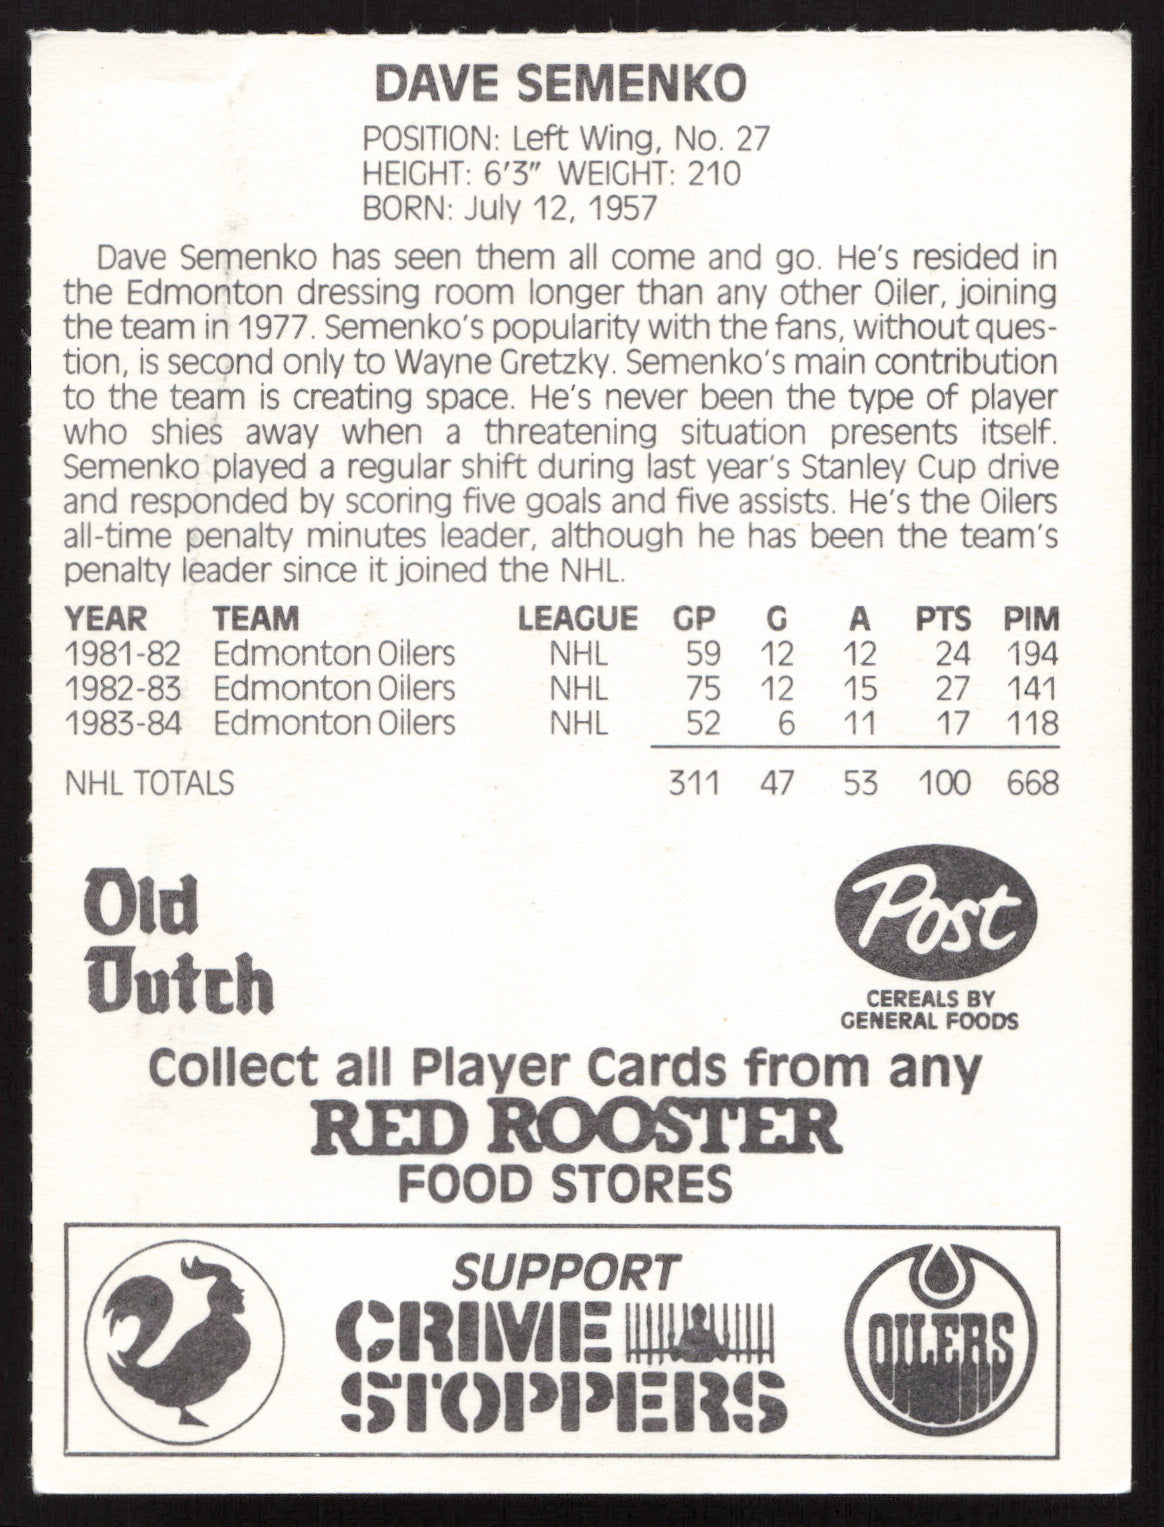 DAVE SEMENKO
POSITION: Left Wing, No. 27
HEIGHT: 6'3" WEIGHT: 210
BORN: July 12, 1957
Dave Semenko has seen them all come and go. He's resided in
the Edmonton dressing room longer than any other Oiler, joining
the team in 1977. Semenko's popularity with the fans, without ques-
tion, is second only to Wayne Gretzky. Semenko's main contribution
to the team is creating space. He's never been the type of player
who shies away when a threatening situation presents itself.
Semenko played a regular shift during last year's Stanley Cup drive
and responded by scoring five goals and five assists. He's the Oilers
all-time penalty minutes leader, although he has been the team's
penalty leader since it joined the NHL.
YEAR TEAM LEAGUE GP G A PTS PIM
1981-82 Edmonton Oilers NHL 59 12 12 24 194
1982-83 Edmonton Oilers NHL 75 12 15 27 141
1983-84 Edmonton Oilers NHL 52 6 11 17 118
NHL TOTALS 311 47 53 100 668
Old
Dutch
Post
CEREALS BY
GENERAL FOODS
Collect all Player Cards from any
RED ROOSTER
FOOD STORES
SUPPORT
CRIME
STOPPERS
OILERS